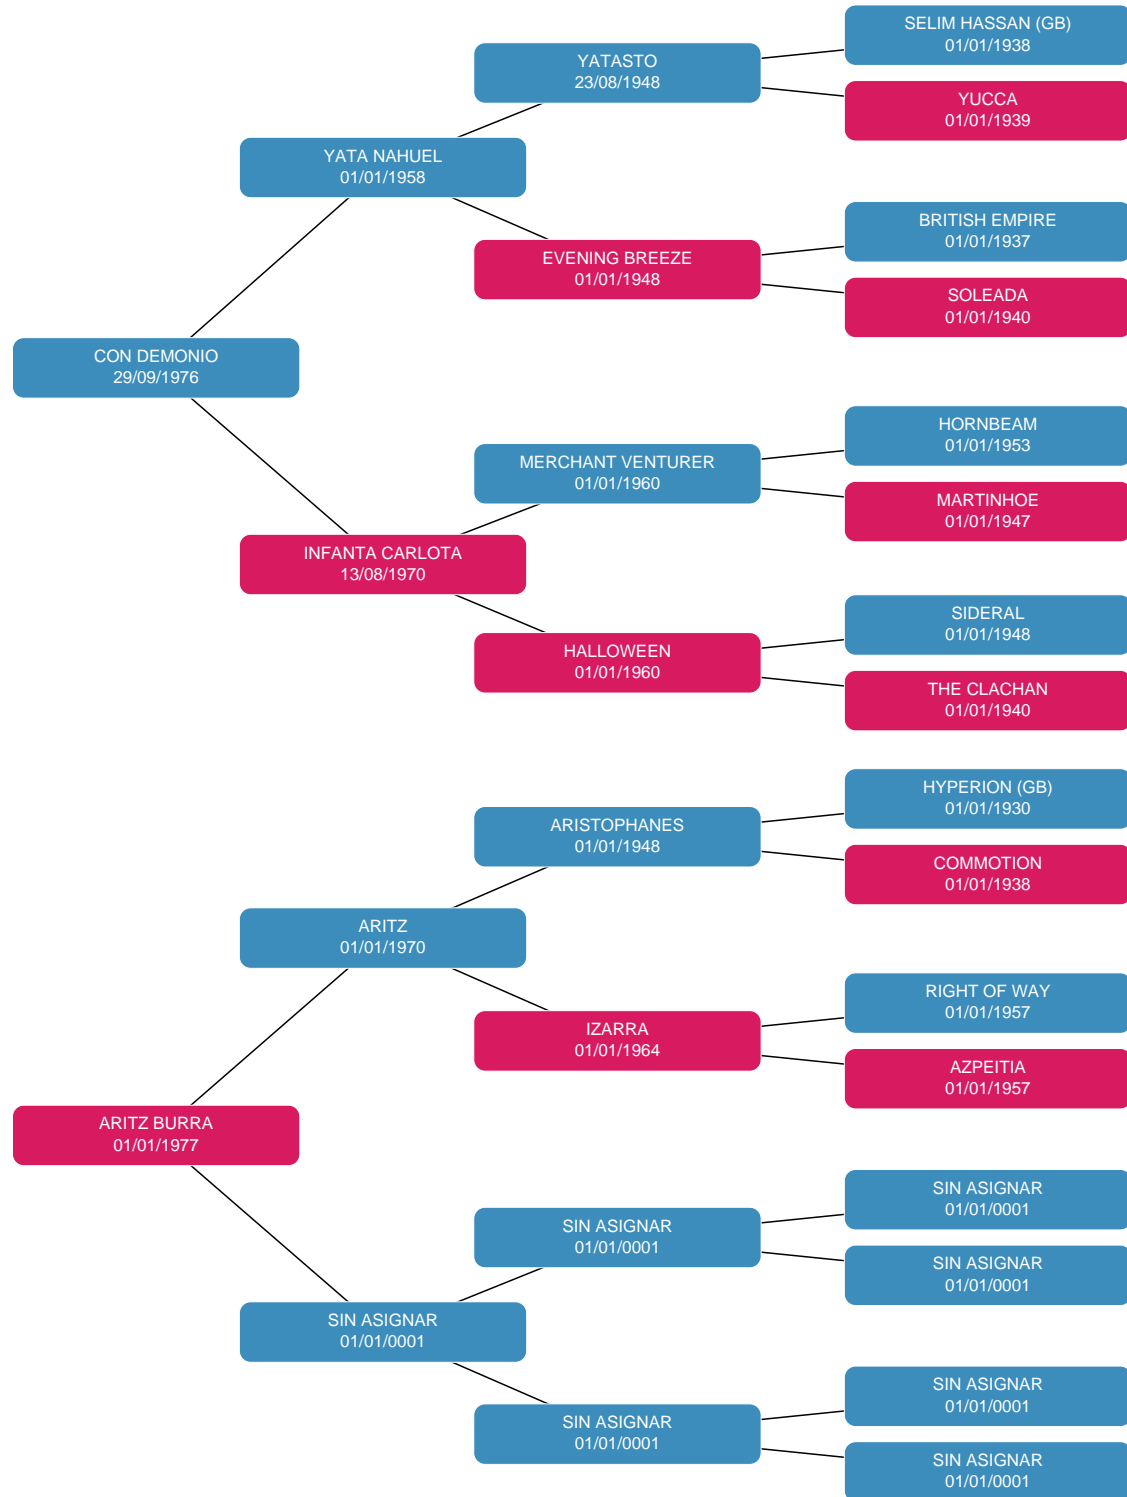 SELIM HASSAN (GB)
01/01/1938
YATASTO
23/08/1948
YUCCA
01/01/1939
YATA NAHUEL
01/01/1958
BRITISH EMPIRE
01/01/1937
EVENING BREEZE
01/01/1948
SOLEADA
01/01/1940
CON DEMONIO
29/09/1976
HORNBEAM
01/01/1953
MERCHANT VENTURER
01/01/1960
MARTINHOE
01/01/1947
INFANTA CARLOTA
13/08/1970
SIDERAL
01/01/1948
HALLOWEEN
01/01/1960
THE CLACHAN
01/01/1940
HYPERION (GB)
01/01/1930
ARISTOPHANES
01/01/1948
COMMOTION
01/01/1938
ARITZ
01/01/1970
RIGHT OF WAY
01/01/1957
IZARRA
01/01/1964
AZPEITIA
01/01/1957
ARITZ BURRA
01/01/1977
SIN ASIGNAR
01/01/0001
SIN ASIGNAR
01/01/0001
SIN ASIGNAR
01/01/0001
SIN ASIGNAR
01/01/0001
SIN ASIGNAR
01/01/0001
SIN ASIGNAR
01/01/0001
SIN ASIGNAR
01/01/0001